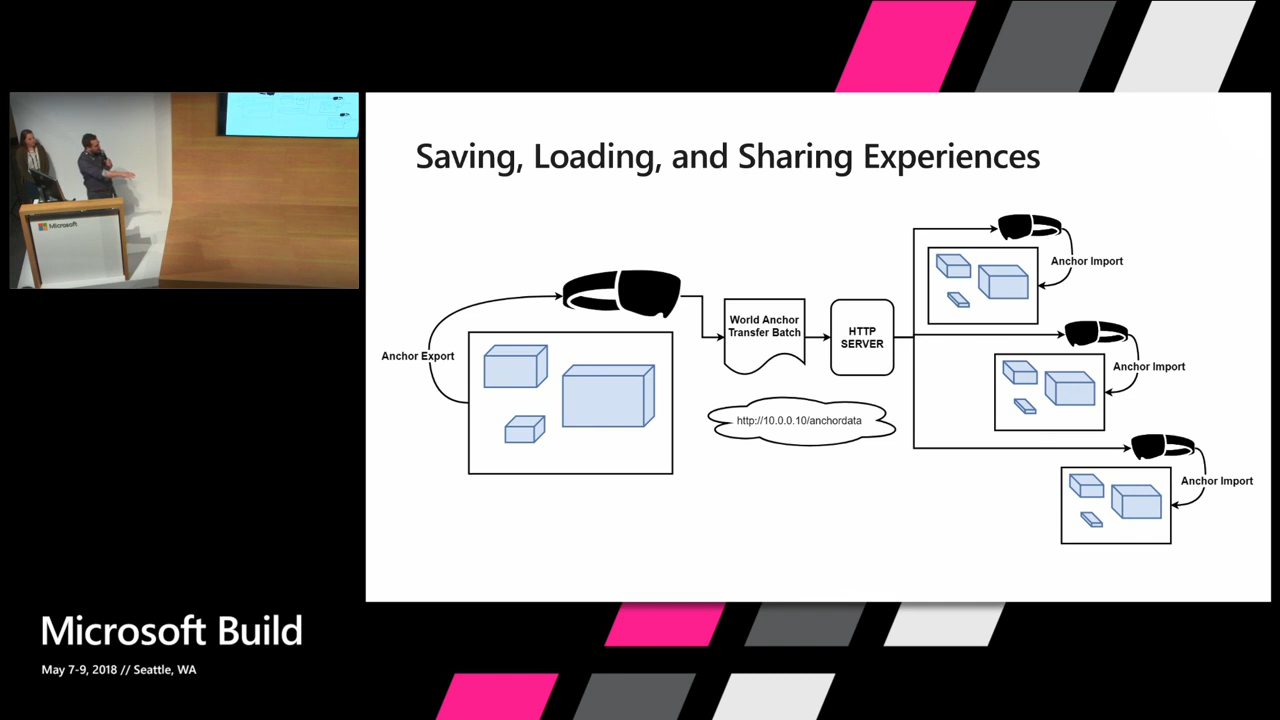 Saving, Loading, and Sharing Experiences
Anchor Export
World Anchor
Transfer Batch
HTTP
SERVER
http://10.0.0.10/anchordata
Anchor Import
Anchor Import
Anchor Import
Microsoft
Microsoft Build
May 7-9, 2018 // Seattle, WA